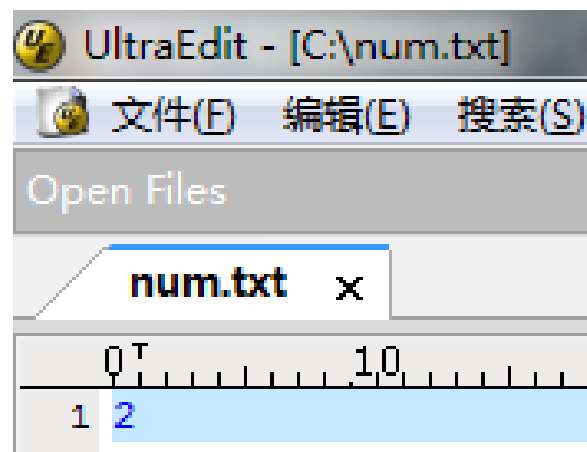 UltraEdit - [C:\num.txt]
文件(F) 编辑(E) 搜索(S)
Open Files
num.txt x
0 10
1 2